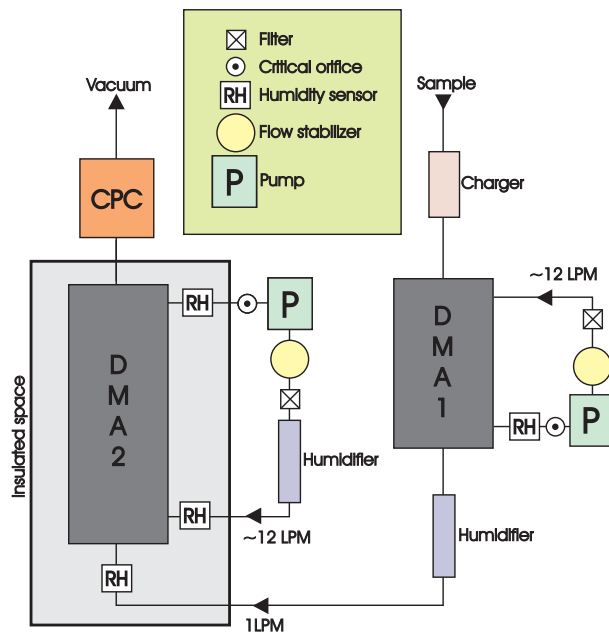 Filter
Critical orifice
RH
Humidity sensor
Flow stabilizer
P
Pump
Vacuum
Sample
CPC
Charger
~12 LPM
RH
P
D
M
A
2
D
M
A
1
RH
P
Insulated space
Humidifier
RH
~12 LPM
Humidifier
RH
1LPM